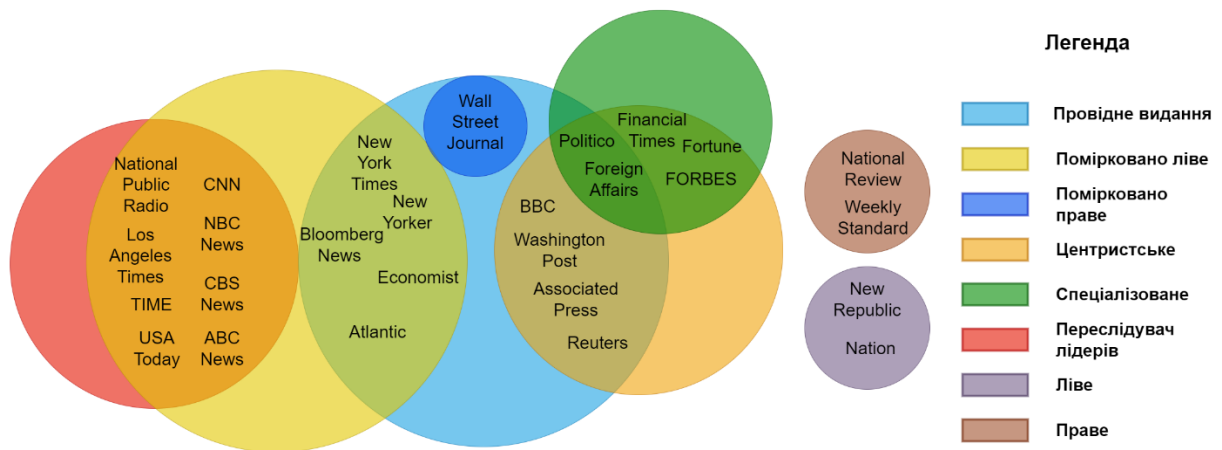 National
Public
Radio
CNN
Los
Angeles
Times
NBC
News
TIME
CBS
News
USA
Today
ABC
News
New
York
Times
New
Yorker
Bloomberg
News
Economist
Atlantic
Wall
Street
Journal
Politico
Financial
Times
Fortune
Foreign
Affairs
FORBES
BBC
Washington
Post
Associated
Press
Reuters
National
Review
Weekly
Standard
New
Republic
Nation
Легенда
Провідне видання
Помірковано ліве
Помірковано
праве
Центристське
Спеціалізоване
Переслідувач
лідерів
Ліве
Праве